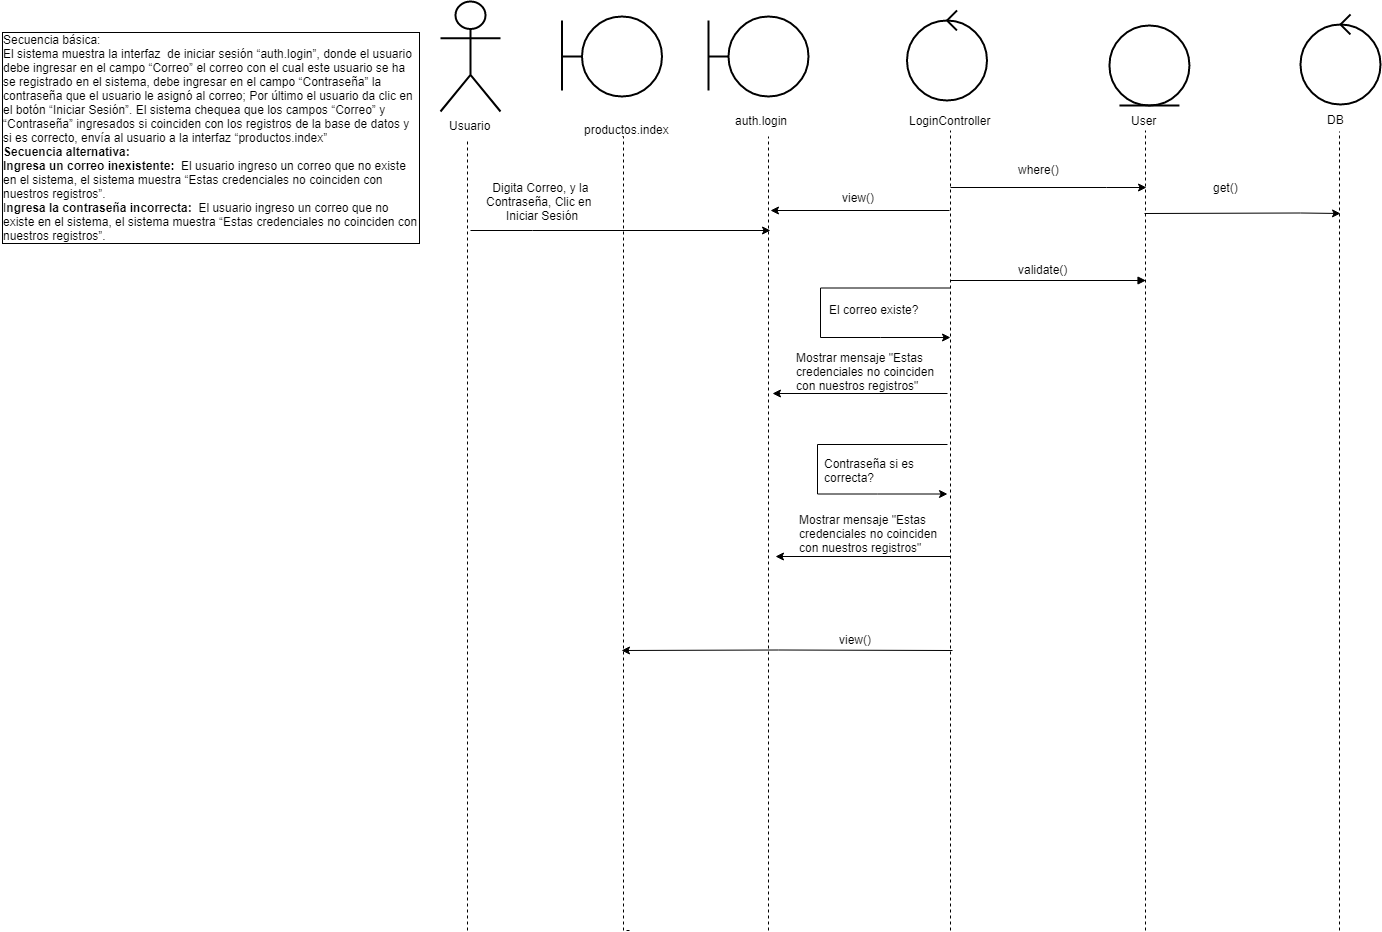 Secuencia básica:
El sistema muestra la interfaz  de iniciar sesión “auth.login”, donde el usuario
debe ingresar en el campo “Correo” el correo con el cual este usuario se ha
se registrado en el sistema, debe ingresar en el campo “Contraseña” la
contraseña que el usuario le asignó al correo; Por último el usuario da clic en
el botón “Iniciar Sesión”. El sistema chequea que los campos “Correo” y
“Contraseña” ingresados si coinciden con los registros de la base de datos y
si es correcto, envía al usuario a la interfaz “productos.index”
Secuencia alternativa:
Ingresa un correo inexistente:  El usuario ingreso un correo que no existe
en el sistema, el sistema muestra “Estas credenciales no coinciden con
nuestros registros”.
Ingresa la contraseña incorrecta:  El usuario ingreso un correo que no
existe en el sistema, el sistema muestra “Estas credenciales no coinciden con
nuestros registros”.
Usuario
productos.index
auth.login
LoginController
User
DB
where()
get()
Digita Correo, y la
Contraseña, Clic en
Iniciar Sesión
view()
validate()
El correo existe?
Mostrar mensaje "Estas
credenciales no coinciden
con nuestros registros"
Contraseña si es
correcta?
Mostrar mensaje "Estas
credenciales no coinciden
con nuestros registros"
view()